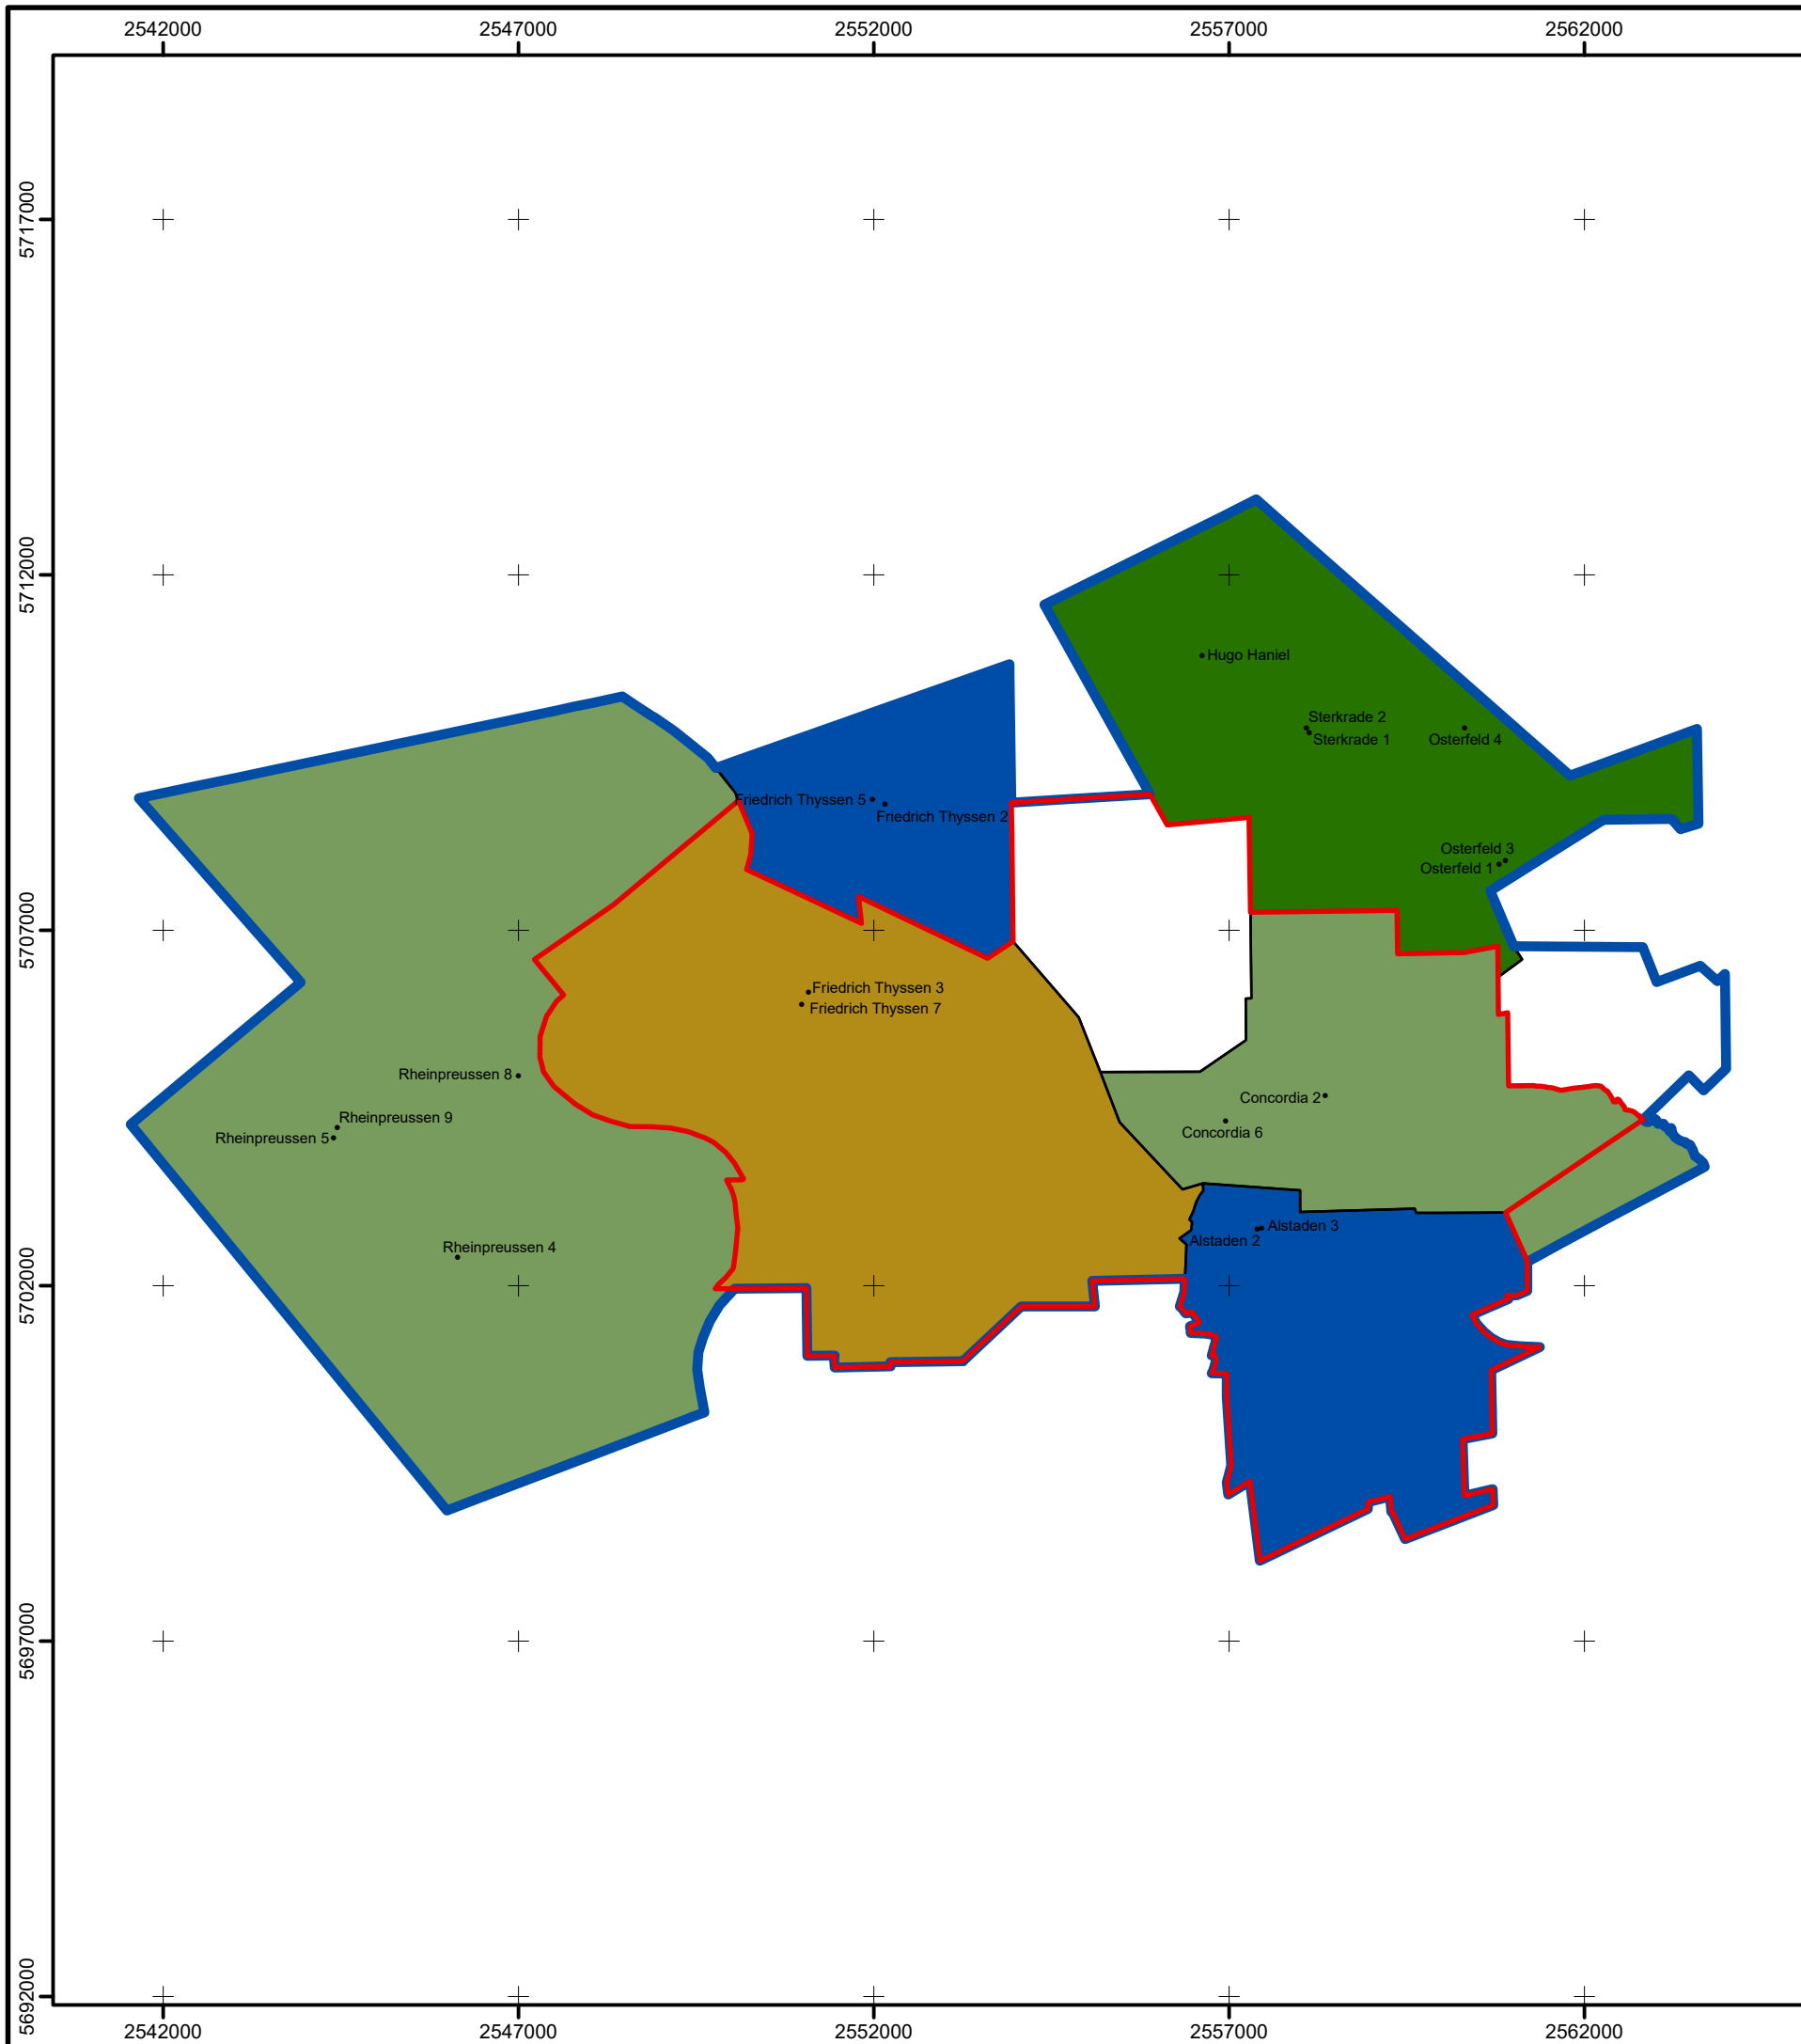 2542000
2547000
2552000
2557000
2562000
5717000
5712000
Hugo Haniel
Sterkrade 2
Sterkrade 1
Osterfeld 4
Friedrich Thyssen 5
Friedrich Thyssen 2
Osterfeld 3
Osterfeld 1
5707000
Friedrich Thyssen 3
Friedrich Thyssen 7
Rheinpreussen 8
Concordia 2
Rheinpreussen 9
Concordia 6
Rheinpreussen 5
Alstaden 3
Alstaden 2
Rheinpreussen 4
5702000
5697000
5692000
2542000
2547000
2552000
2557000
2562000